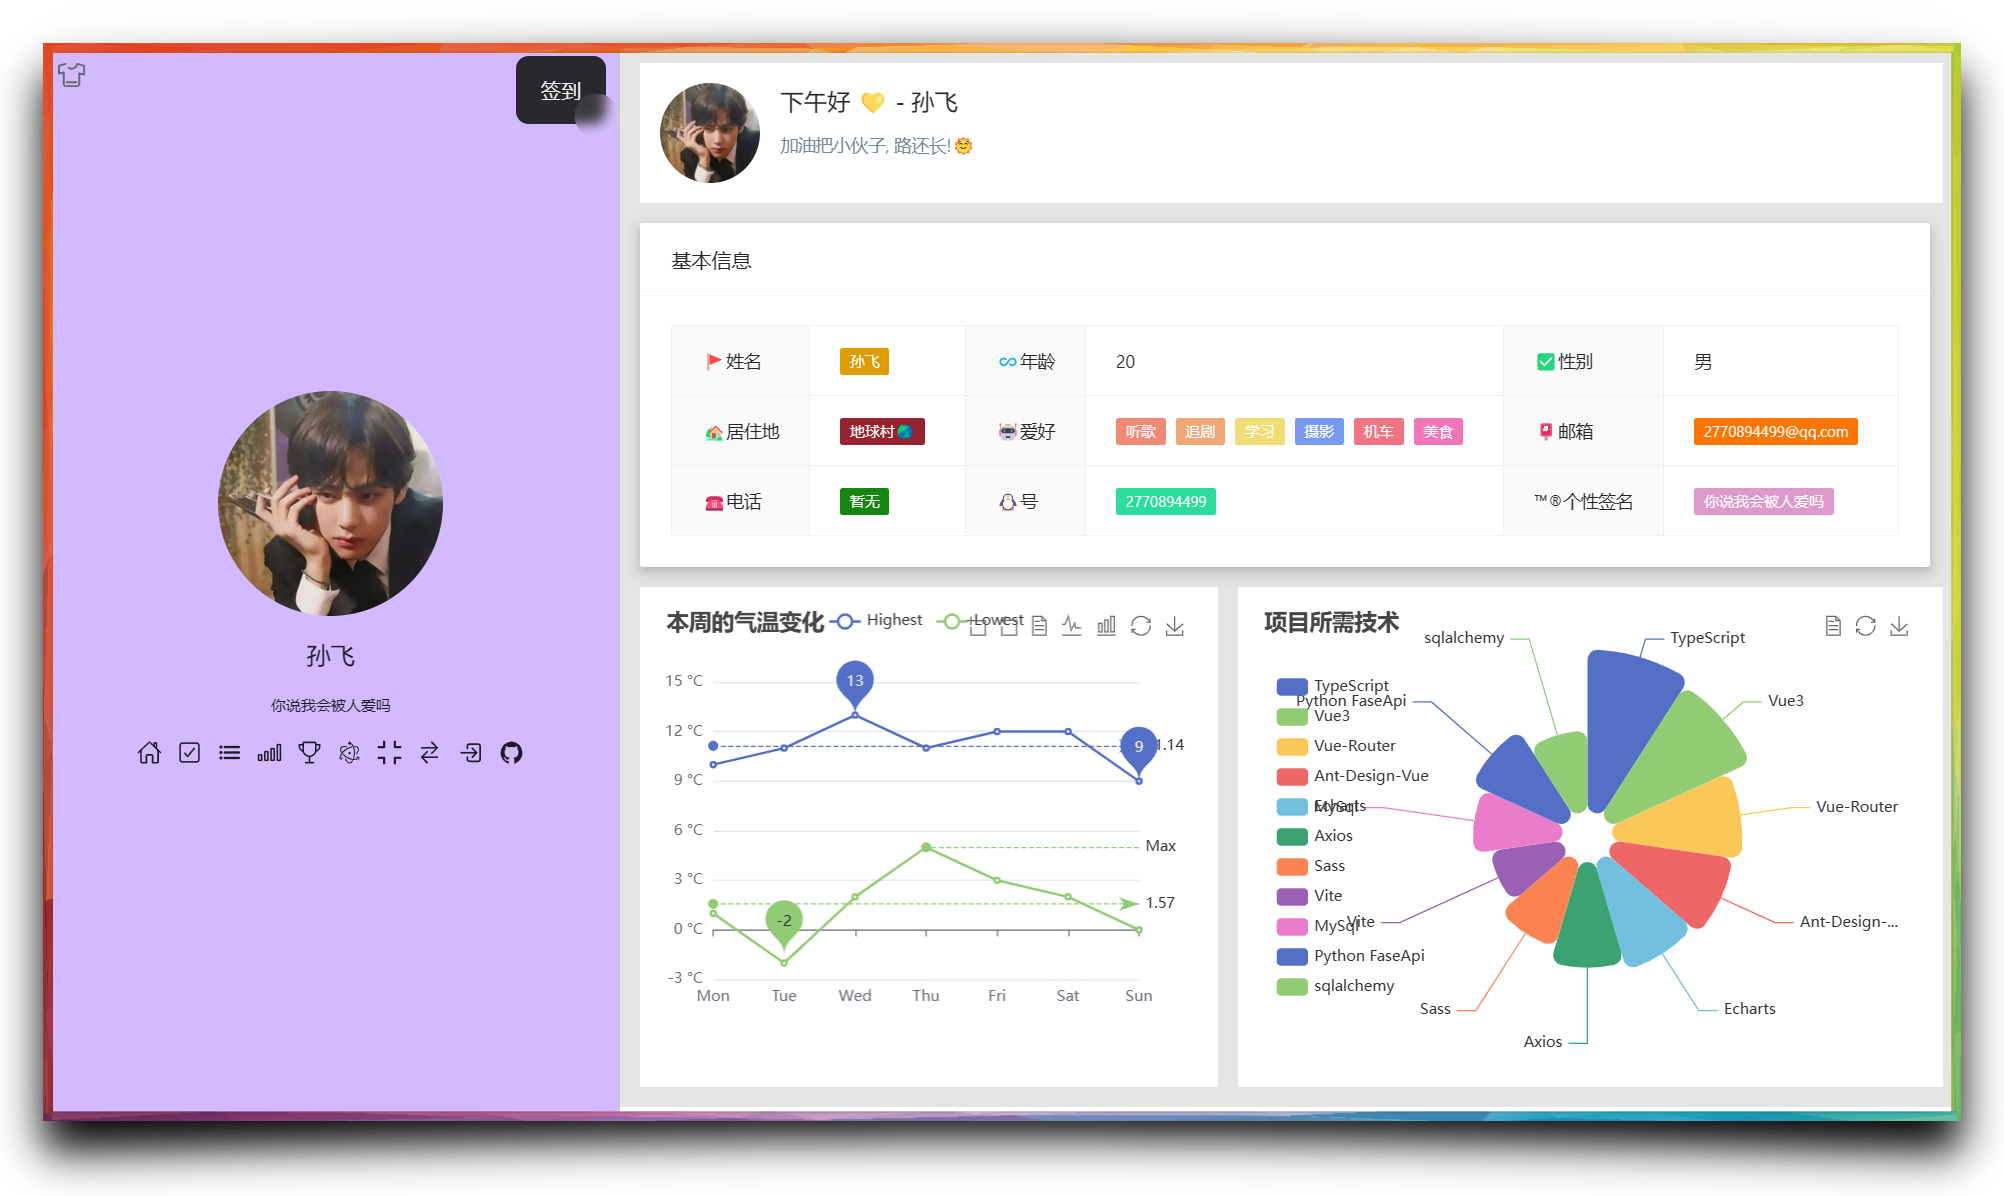 签到
孙飞
你说我会被人爱吗
下午好 💛 - 孙飞
加油把小伙子, 路还长!🌞
基本信息
姓名 孙飞 年龄 20 性别 男
居住地 地球村 爱好 听歌 追剧 学习 摄影 机车 美食 邮箱 2770894499@qq.com
电话 暂无 号 2770894499 ™®个性签名 你说我会被人爱吗
本周的气温变化 Highest Lowest
15 °C
12 °C
9 °C
6 °C
3 °C
0 °C
-3 °C
Mon Tue Wed Thu Fri Sat Sun
13
9
1.14
Max
-2
1.57
项目所需技术
TypeScript
Vue3
Vue-Router
Ant-Design-Vue
Echarts
Axios
Sass
Vite
MySql
Python FaseApi
sqlalchemy
sqlalchemy
TypeScript
Python FaseApi
Vue3
MySql
Vue-Router
Vite
Ant-Design-...
Sass
Echarts
Axios